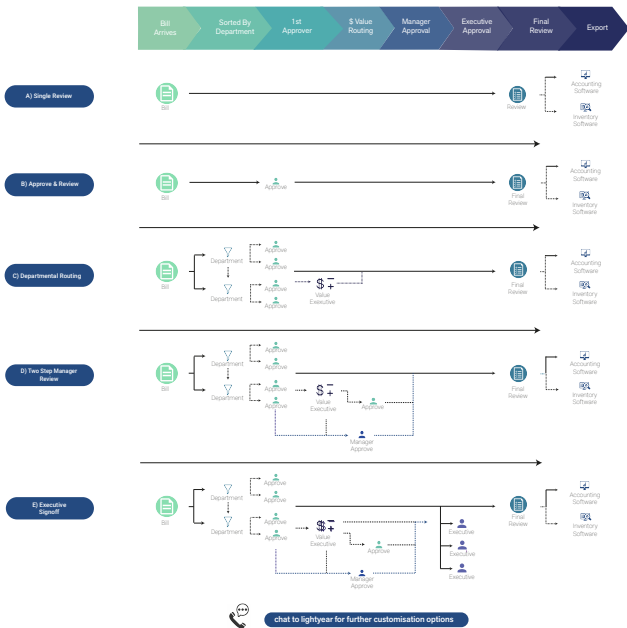 Bill
Arrives
Sorted By
Department
1st
Approver
$ Value
Routing
Manager
Approval
Executive
Approval
Final
Review
Export
A) Single Review
Bill
Review
Accounting
Software
Inventory
Software
B) Approve & Review
Bill
Approve
Final
Review
Accounting
Software
Inventory
Software
C) Departmental Routing
Bill
Department
Department
Approve
Approve
Approve
Approve
$
Value
Executive
Final
Review
Accounting
Software
Inventory
Software
D) Two Step Manager
Review
Bill
Department
Department
Approve
Approve
Approve
Approve
$
Value
Executive
Approve
Manager
Approve
Final
Review
Accounting
Software
Inventory
Software
E) Executive
Signoff
Bill
Department
Department
Approve
Approve
Approve
Approve
$
Value
Executive
Approve
Manager
Approve
Executive
Executive
Executive
Final
Review
Accounting
Software
Inventory
Software
chat to lightyear for further customisation options